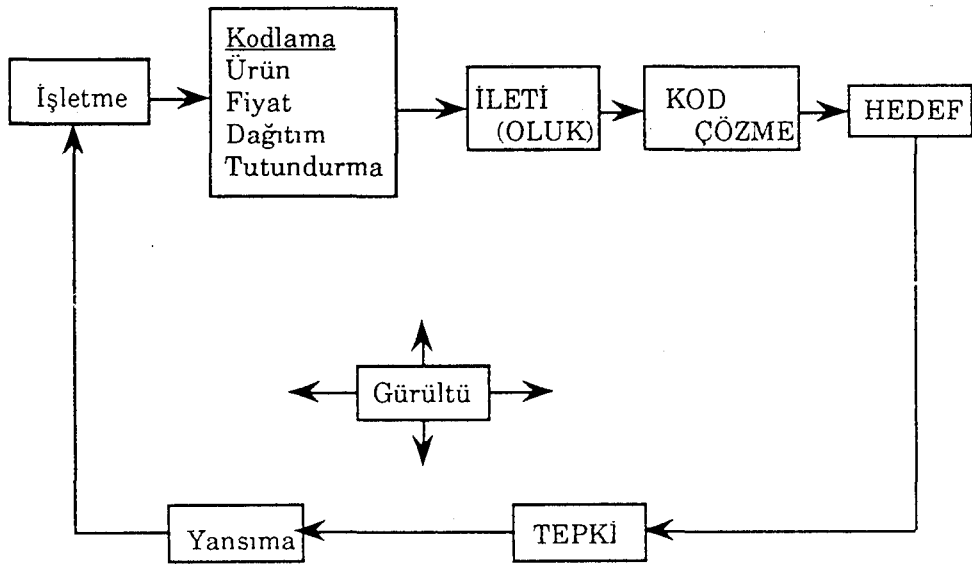 İşletme
Kodlama
Ürün
Fiyat
Dağıtım
Tutundurma
İLETİ
(OLUK)
KOD
ÇÖZME
HEDEF
Gürültü
Yansıma
TEPKİ